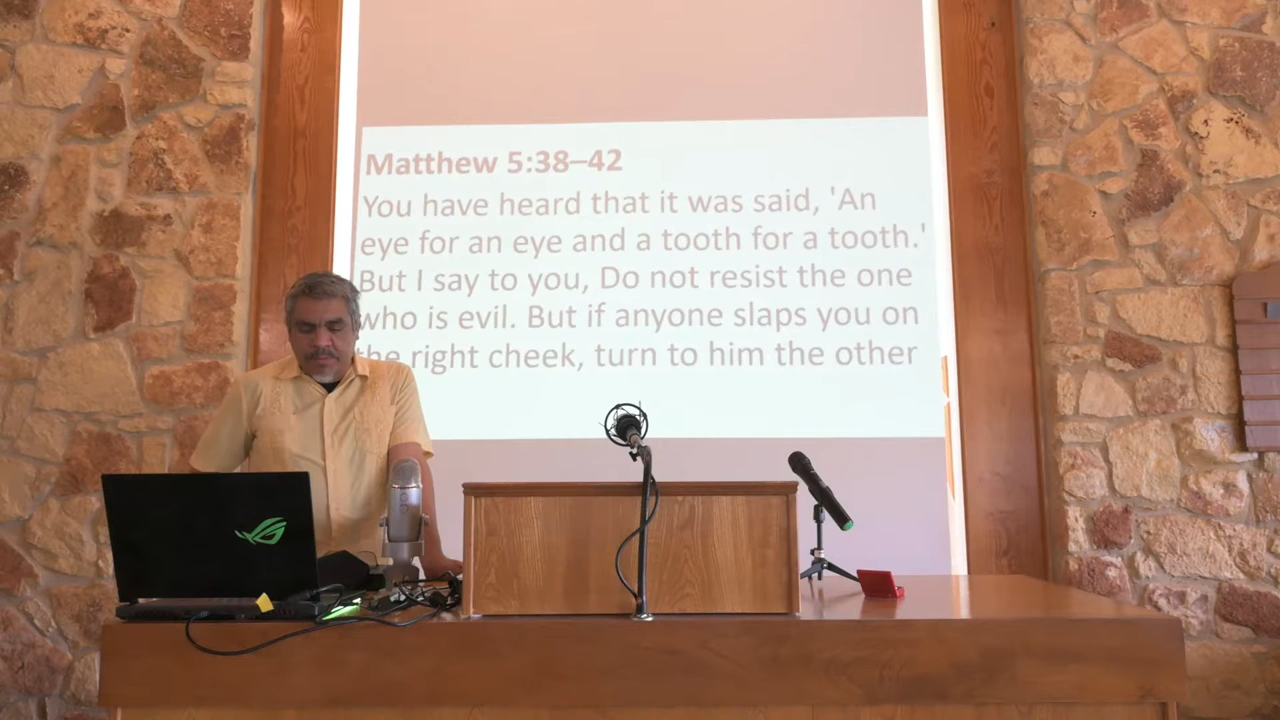 Matthew 5:38–42
You have heard that it was said, 'An
eye for an eye and a tooth for a tooth.'
But I say to you, Do not resist the one
who is evil. But if anyone slaps you on
the right cheek, turn to him the other